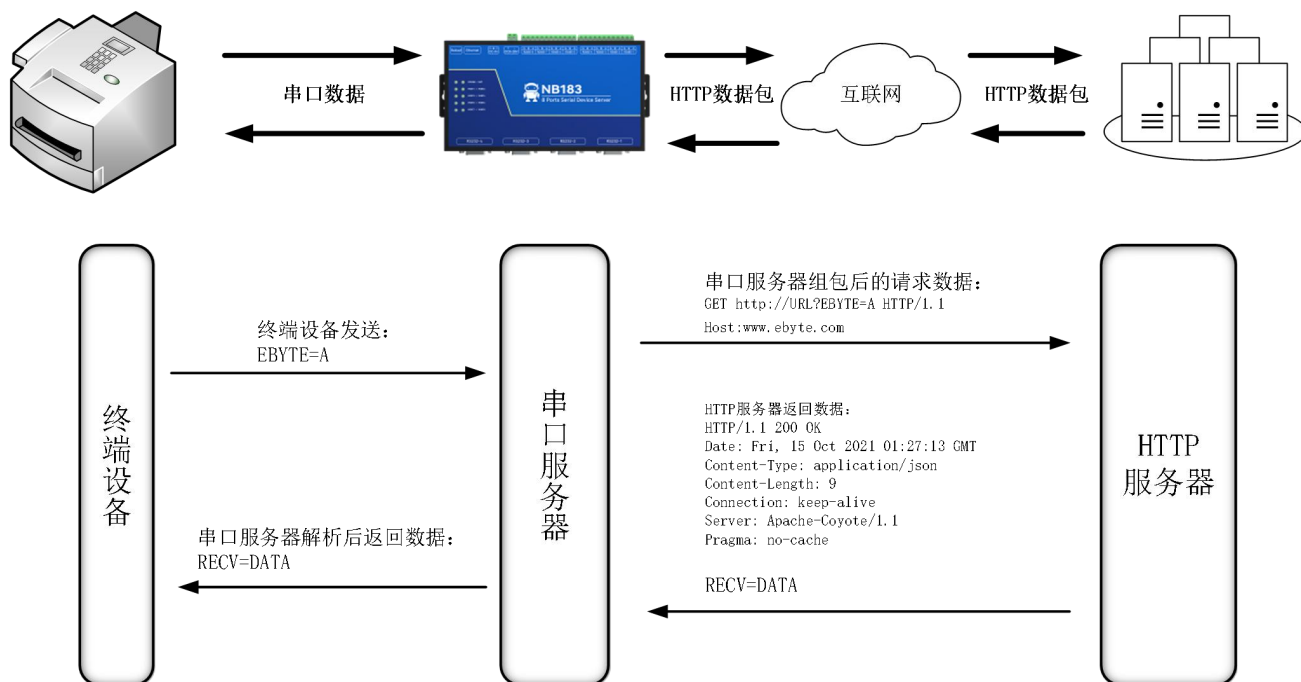 串口数据
NB183
8 Ports Serial Device Server
HTTP数据包
互联网
HTTP数据包
终端设备
终端设备发送：
EBYTE=A
串口服务器解析后返回数据：
RECV=DATA
串口服务器
串口服务器组包后的请求数据：
GET http://URL?EBYTE=A HTTP/1.1
Host:www.ebyte.com
HTTP服务器返回数据：
HTTP/1.1 200 OK
Date: Fri, 15 Oct 2021 01:27:13 GMT
Content-Type: application/json
Content-Length: 9
Connection: keep-alive
Server: Apache-Coyote/1.1
Pragma: no-cache
RECV=DATA
HTTP
服务器